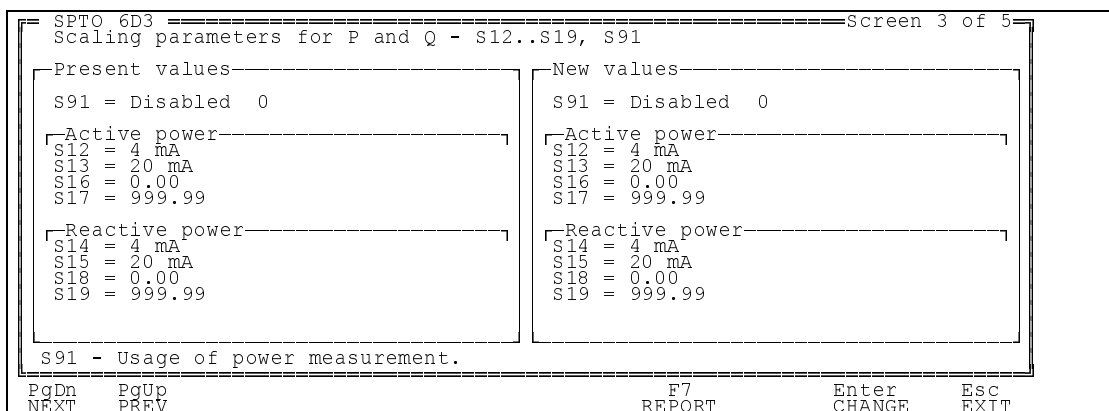 SPTO 6D3 Screen 3 of 5
Scaling parameters for P and Q - S12..S19, S91
Present values
S91 = Disabled 0
Active power
S12 = 4 mA
S13 = 20 mA
S16 = 0.00
S17 = 999.99
Reactive power
S14 = 4 mA
S15 = 20 mA
S18 = 0.00
S19 = 999.99
New values
S91 = Disabled 0
Active power
S12 = 4 mA
S13 = 20 mA
S16 = 0.00
S17 = 999.99
Reactive power
S14 = 4 mA
S15 = 20 mA
S18 = 0.00
S19 = 999.99
S91 - Usage of power measurement.
PgDn PgUp F7 Enter Esc
NEXT PREV REPORT CHANGE EXIT